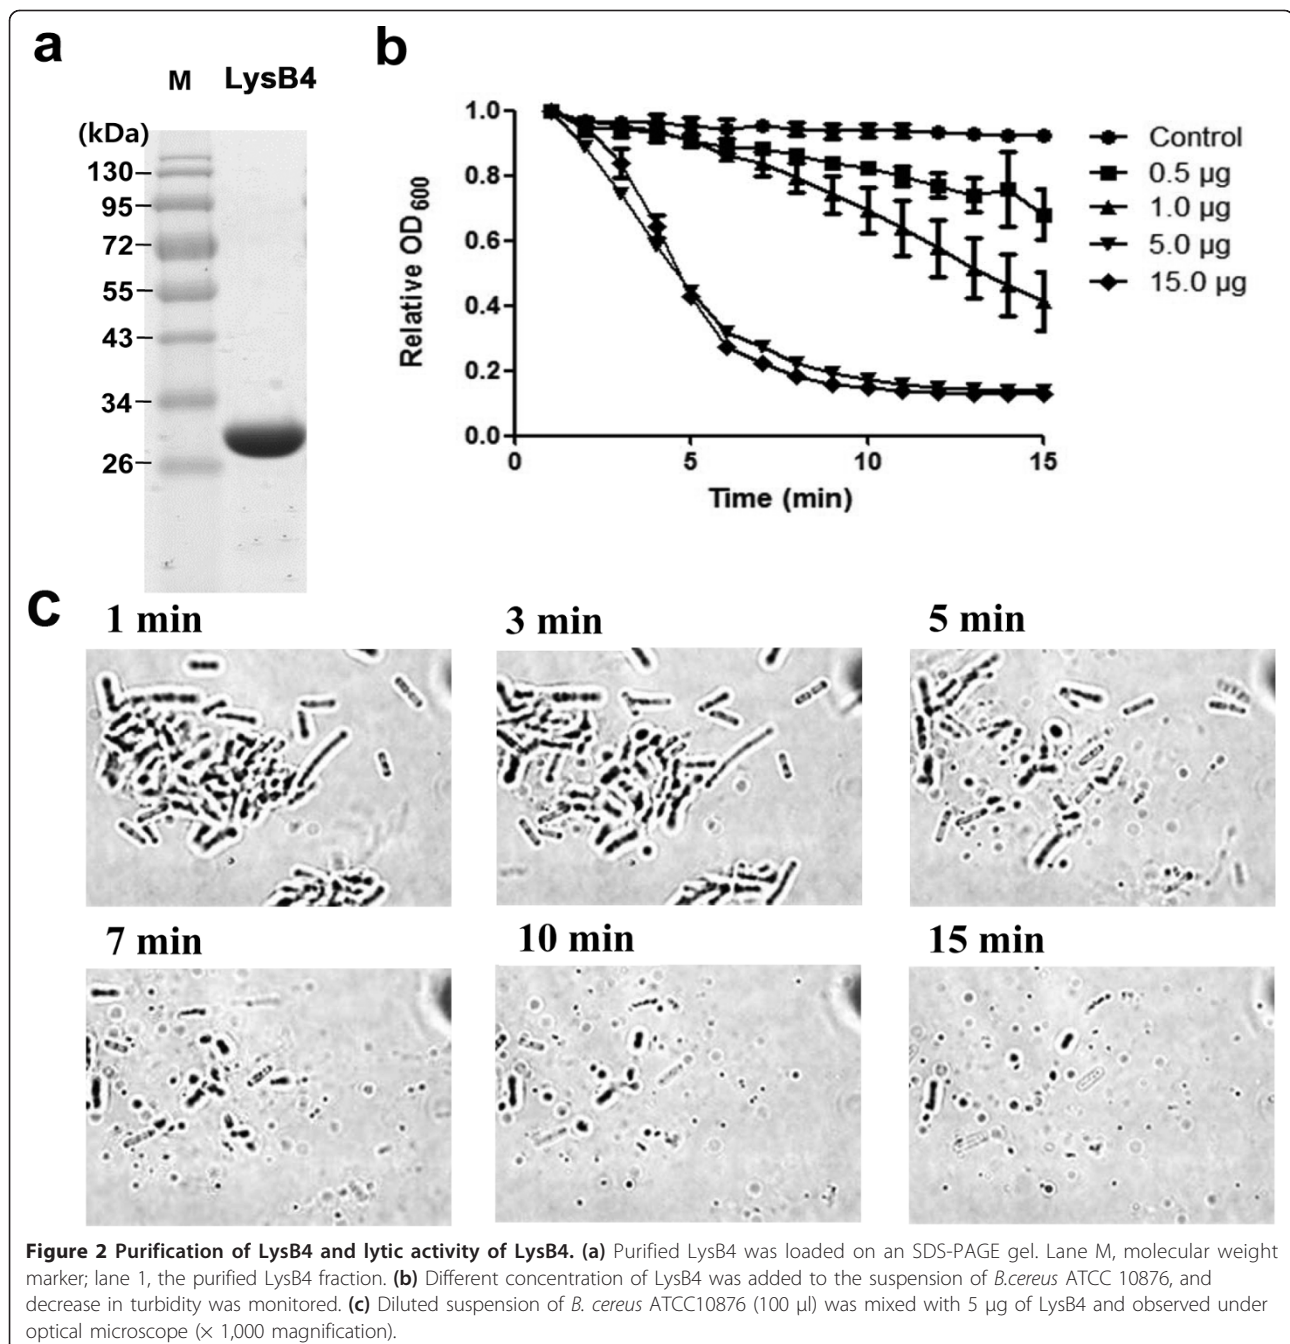 a
M LysB4
(kDa)
130
95
72
55
43
34
26
b
1.0
0.8
0.6
0.4
0.2
0.0
Relative OD600
0 5 10 15
Time (min)
Control
0.5 µg
1.0 µg
5.0 µg
15.0 µg
c
1 min 3 min 5 min
7 min 10 min 15 min
Figure 2 Purification of LysB4 and lytic activity of LysB4. (a) Purified LysB4 was loaded on an SDS-PAGE gel. Lane M, molecular weight
marker; lane 1, the purified LysB4 fraction. (b) Different concentration of LysB4 was added to the suspension of B.cereus ATCC 10876, and
decrease in turbidity was monitored. (c) Diluted suspension of B. cereus ATCC10876 (100 µl) was mixed with 5 µg of LysB4 and observed under
optical microscope (× 1,000 magnification).